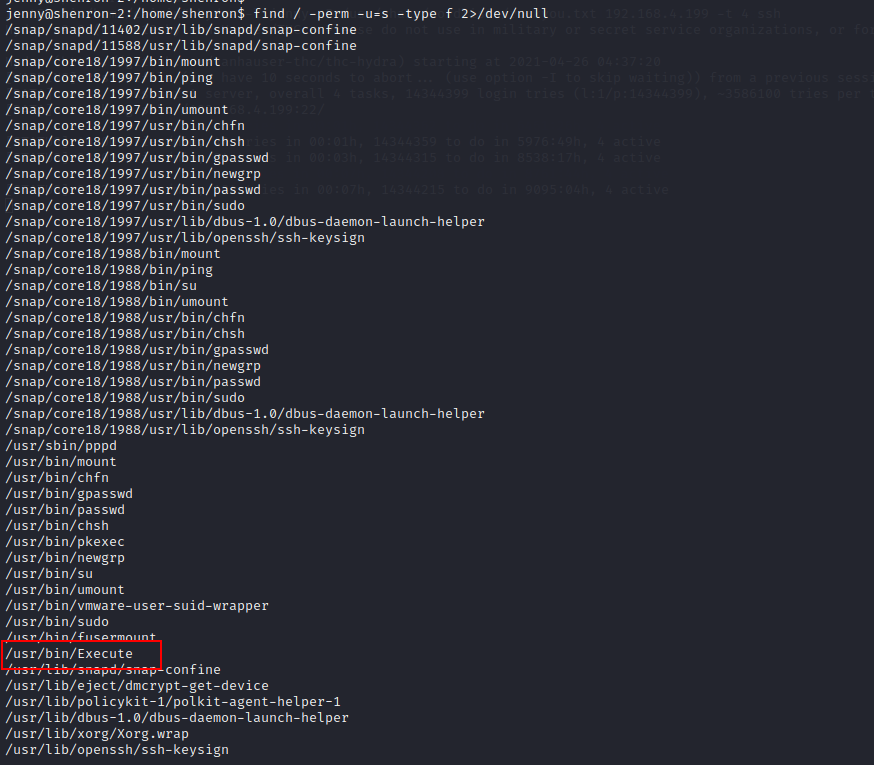 jenny@shenron-2:/home/shenron$
jenny@shenron-2:/home/shenron$ find / -perm -u=s -type f 2>/dev/null
/snap/snapd/11402/usr/lib/snapd/snap-confine
/snap/snapd/11588/usr/lib/snapd/snap-confine
/snap/core18/1997/bin/mount
/snap/core18/1997/bin/ping
/snap/core18/1997/bin/su
/snap/core18/1997/bin/umount
/snap/core18/1997/usr/bin/chfn
/snap/core18/1997/usr/bin/chsh
/snap/core18/1997/usr/bin/gpasswd
/snap/core18/1997/usr/bin/newgrp
/snap/core18/1997/usr/bin/passwd
/snap/core18/1997/usr/bin/sudo
/snap/core18/1997/usr/lib/dbus-1.0/dbus-daemon-launch-helper
/snap/core18/1997/usr/lib/openssh/ssh-keysign
/snap/core18/1988/bin/mount
/snap/core18/1988/bin/ping
/snap/core18/1988/bin/su
/snap/core18/1988/bin/umount
/snap/core18/1988/usr/bin/chfn
/snap/core18/1988/usr/bin/chsh
/snap/core18/1988/usr/bin/gpasswd
/snap/core18/1988/usr/bin/newgrp
/snap/core18/1988/usr/bin/passwd
/snap/core18/1988/usr/bin/sudo
/snap/core18/1988/usr/lib/dbus-1.0/dbus-daemon-launch-helper
/snap/core18/1988/usr/lib/openssh/ssh-keysign
/usr/sbin/pppd
/usr/bin/mount
/usr/bin/chfn
/usr/bin/gpasswd
/usr/bin/passwd
/usr/bin/chsh
/usr/bin/pkexec
/usr/bin/newgrp
/usr/bin/su
/usr/bin/umount
/usr/bin/vmware-user-suid-wrapper
/usr/bin/sudo
/usr/bin/fusermount
/usr/bin/Execute
/usr/lib/snapd/snap-confine
/usr/lib/eject/dmcrypt-get-device
/usr/lib/policykit-1/polkit-agent-helper-1
/usr/lib/dbus-1.0/dbus-daemon-launch-helper
/usr/lib/xorg/Xorg.wrap
/usr/lib/openssh/ssh-keysign